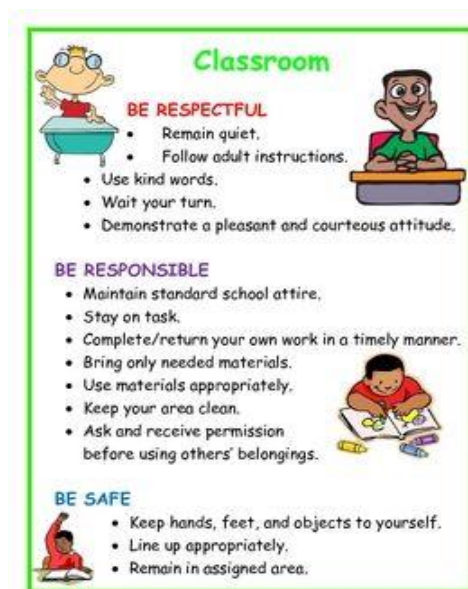 Classroom
BE RESPECTFUL
• Remain quiet.
• Follow adult instructions.
• Use kind words.
• Wait your turn.
• Demonstrate a pleasant and courteous attitude.
BE RESPONSIBLE
• Maintain standard school attire.
• Stay on task.
• Complete/return your own work in a timely manner.
• Bring only needed materials.
• Use materials appropriately.
• Keep your area clean.
• Ask and receive permission
before using others' belongings.
BE SAFE
• Keep hands, feet, and objects to yourself.
• Line up appropriately.
• Remain in assigned area.